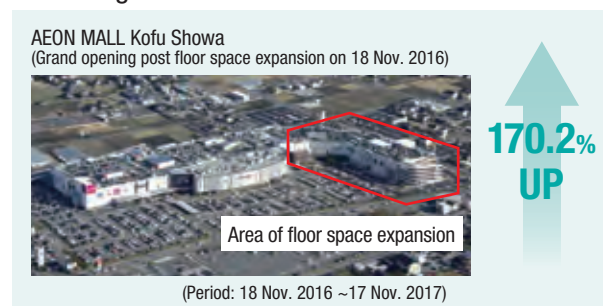 AEON MALL Kofu Showa
(Grand opening post floor space expansion on 18 Nov. 2016)
170.2%
UP
Area of floor space expansion
(Period: 18 Nov. 2016 ~17 Nov. 2017)